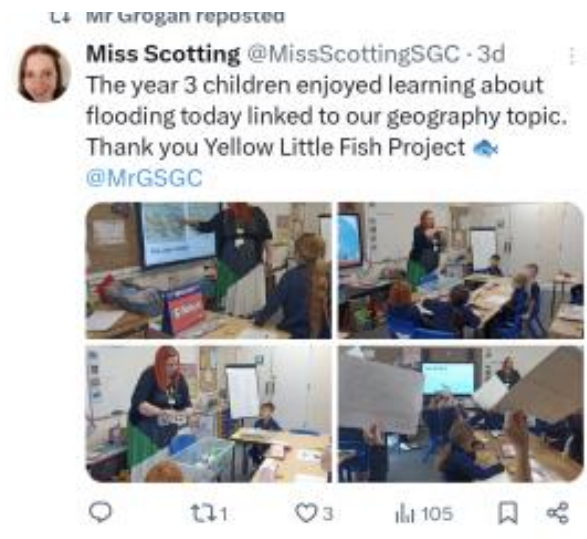 Mr Grogan reposted
Miss Scotting @MissScottingSGC · 3d
The year 3 children enjoyed learning about
flooding today linked to our geography topic.
Thank you Yellow Little Fish Project 🐟
@MrGSGC
1
3
105